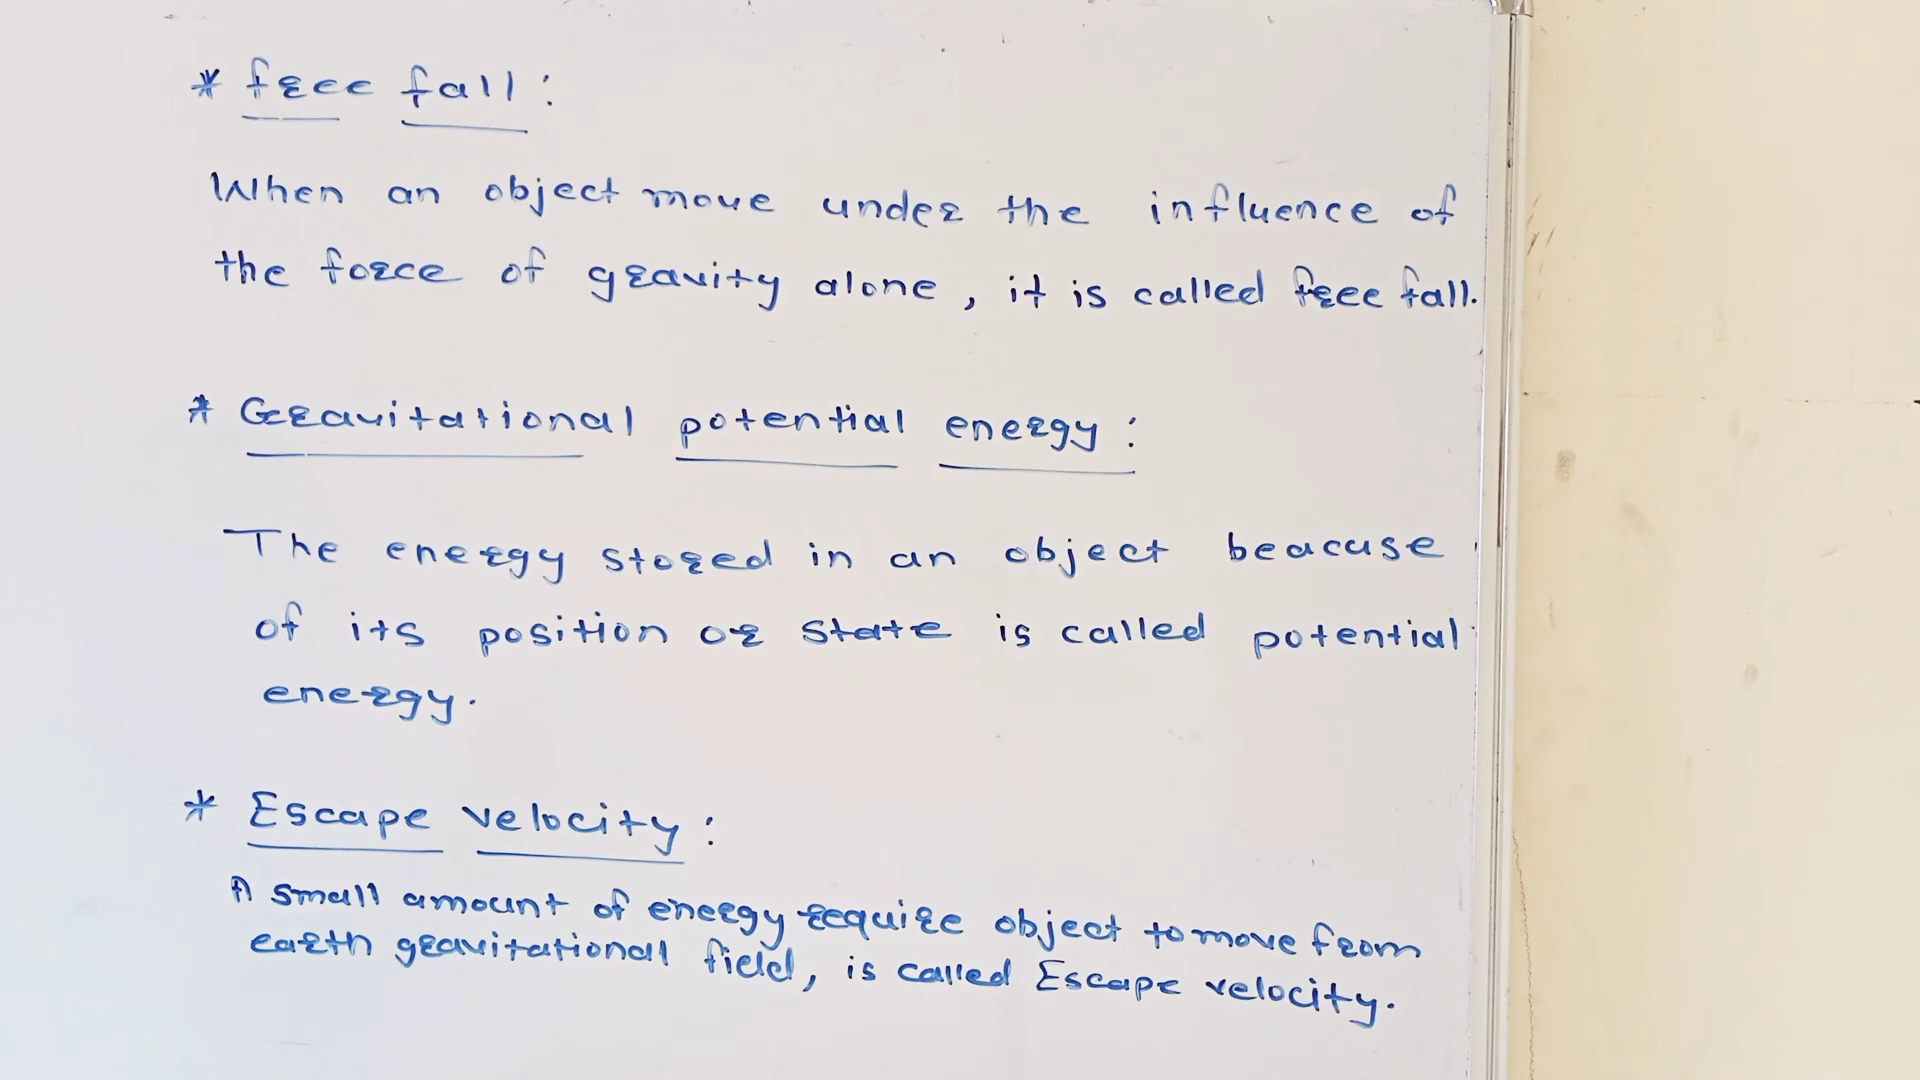 * free fall :
When an object move under the influence of
the force of gravity alone, it is called free fall.
* Gravitational potential energy :
The energy stored in an object beacuse
of its position or state is called potential
energy.
* Escape velocity :
A small amount of energy require object to move from
earth gravitational field, is called Escape velocity.